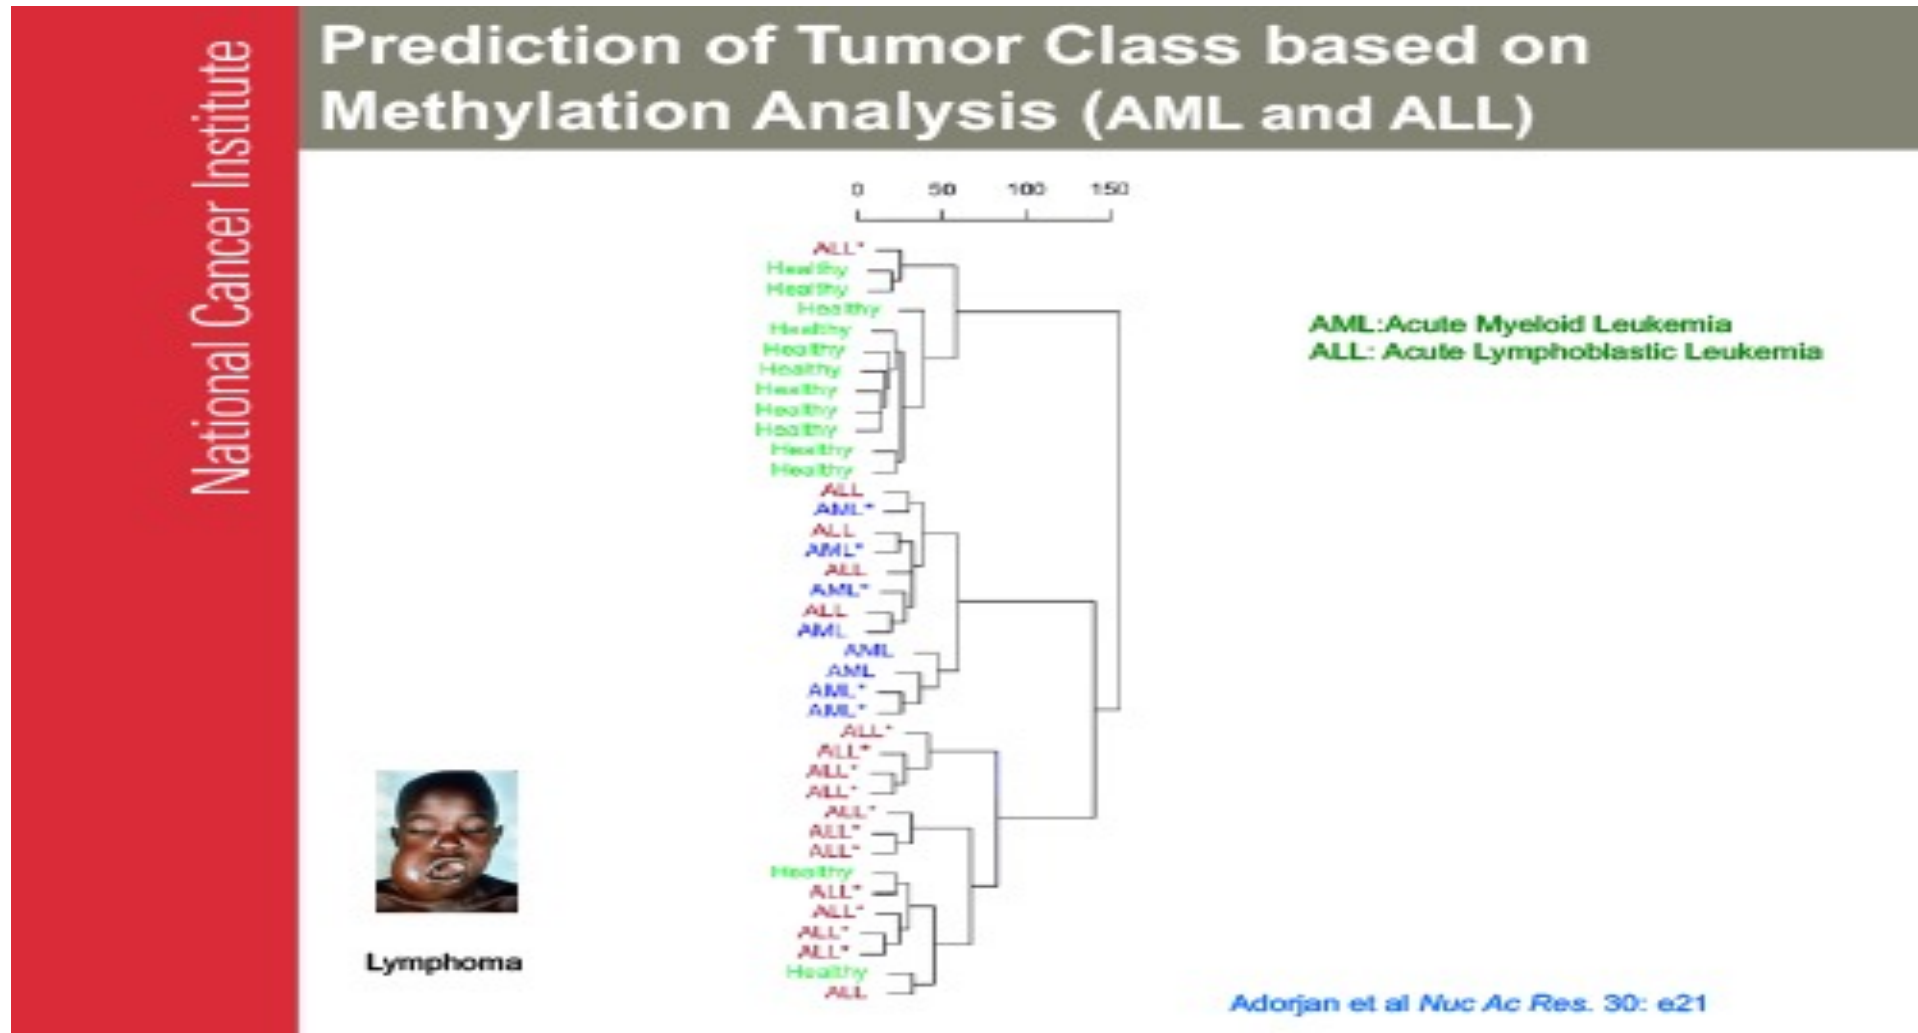 National Cancer Institute
Prediction of Tumor Class based on
Methylation Analysis (AML and ALL)
0 50 100 150
ALL*
Healthy
Healthy
Healthy
Healthy
Healthy
Healthy
Healthy
Healthy
Healthy
Healthy
Healthy
ALL
AML*
ALL
AML*
ALL
AML*
ALL
AML
AML
AML
AML*
AML*
ALL*
ALL*
ALL*
ALL*
ALL*
ALL*
ALL*
Healthy
ALL*
ALL*
ALL*
ALL*
Healthy
ALL
AML:Acute Myeloid Leukemia
ALL: Acute Lymphoblastic Leukemia
Lymphoma
Adorjan et al Nuc Ac Res. 30: e21